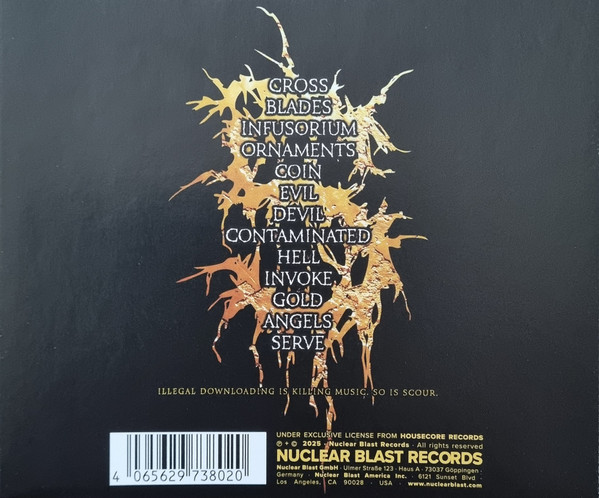 CROSS
BLADES
INFUSORIUM
ORNAMENTS
COIN
EVIL
DEVIL
CONTAMINATED
HELL
INVOKE
GOLD
ANGELS
SERVE
ILLEGAL DOWNLOADING IS KILLING MUSIC. SO IS SCOUR.
4 065629 738020
UNDER EXCLUSIVE LICENSE FROM HOUSECORE RECORDS
℗ + © 2025 · Nuclear Blast Records · All rights reserved
NUCLEAR BLAST RECORDS
Nuclear Blast GmbH · Ulmer Straße 123 · Haus A · 73037 Göppingen ·
Germany · Nuclear Blast America Inc. · 6121 Sunset Blvd ·
Los Angeles, CA 90028 · USA · www.nuclearblast.com